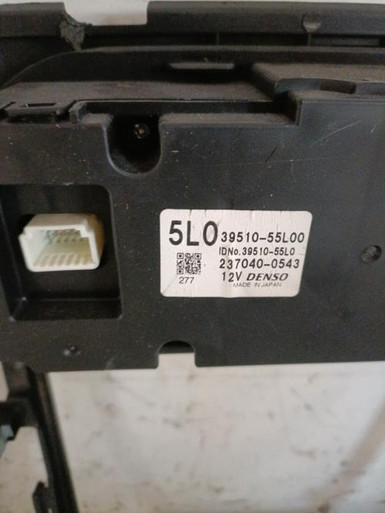 5L0 39510-55L00
IDNo. 39510-55L0
237040-0543
12V DENSO
277
MADE IN JAPAN